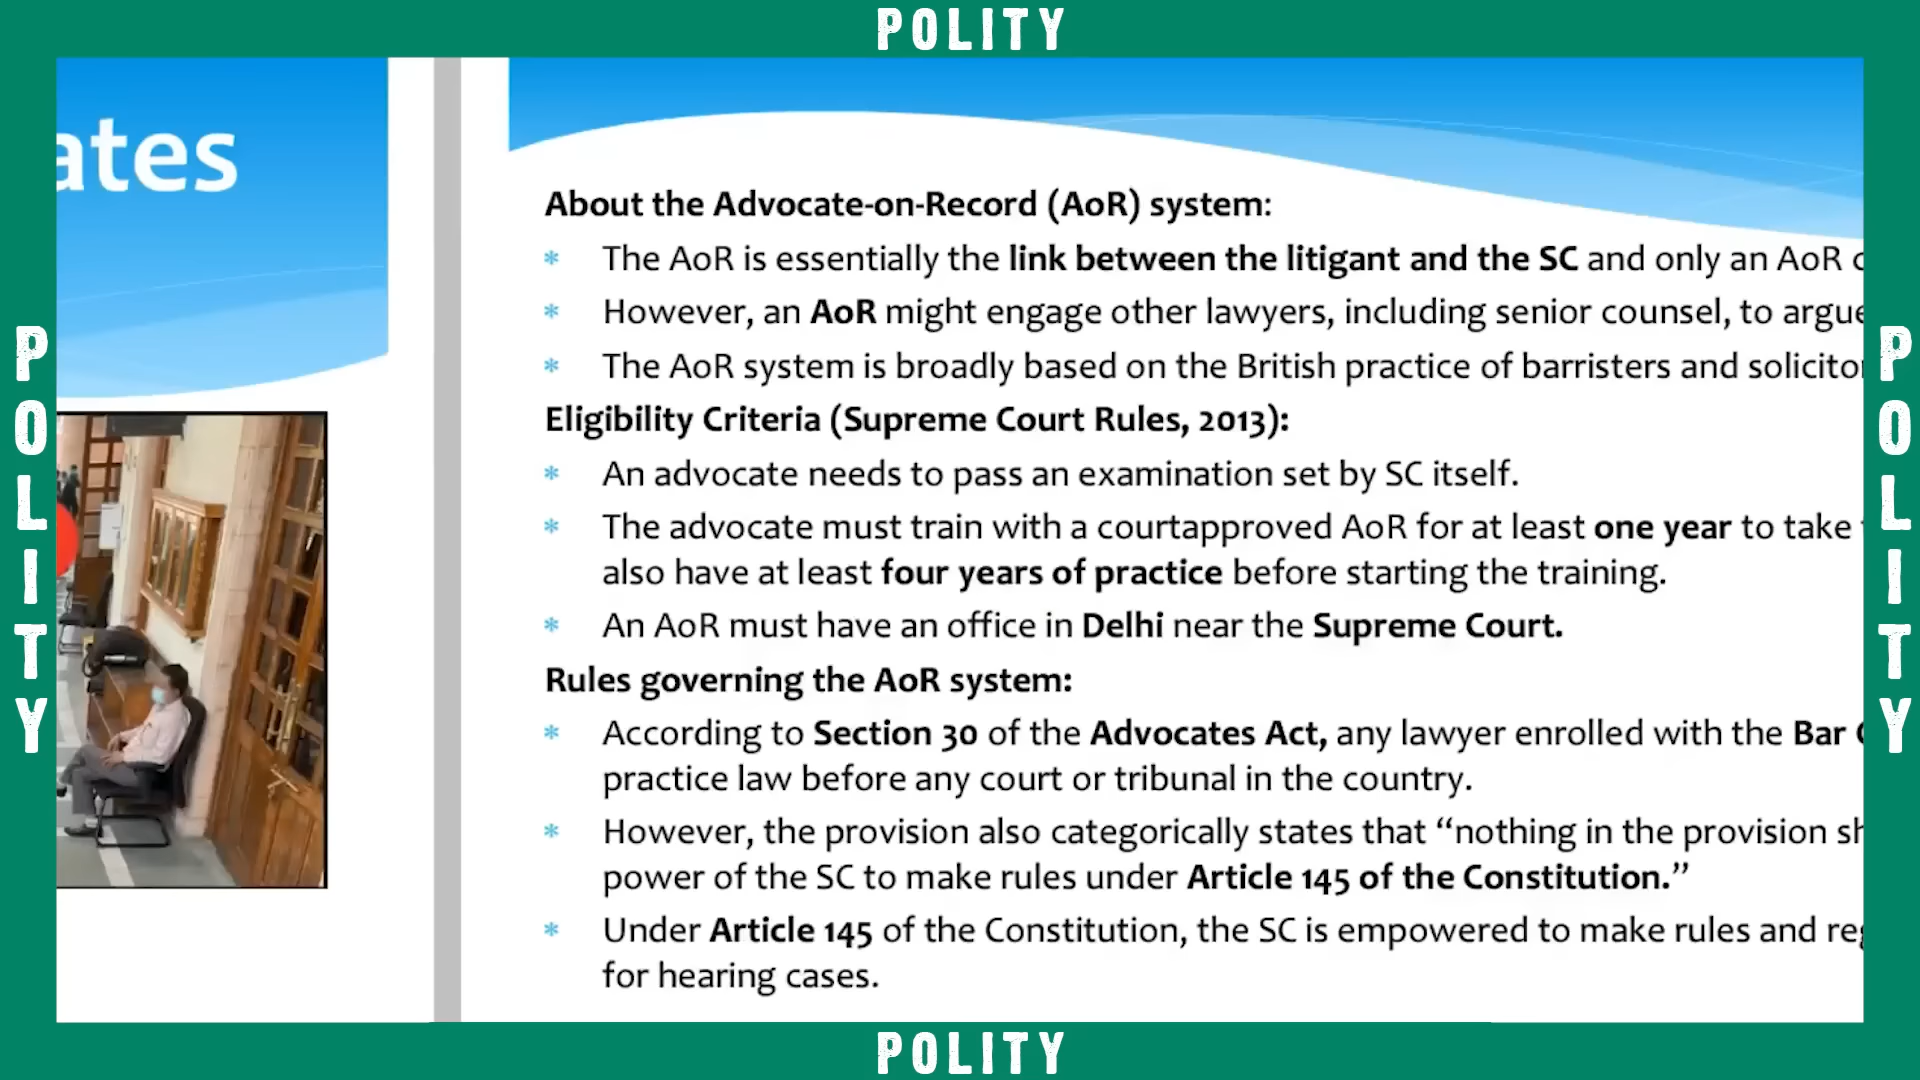 POLITY
ates
About the Advocate-on-Record (AoR) system:
* The AoR is essentially the link between the litigant and the SC and only an AoR
* However, an AoR might engage other lawyers, including senior counsel, to argue
* The AoR system is broadly based on the British practice of barristers and solicito
Eligibility Criteria (Supreme Court Rules, 2013):
* An advocate needs to pass an examination set by SC itself.
* The advocate must train with a courtapproved AoR for at least one year to take
also have at least four years of practice before starting the training.
* An AoR must have an office in Delhi near the Supreme Court.
Rules governing the AoR system:
* According to Section 30 of the Advocates Act, any lawyer enrolled with the Bar
practice law before any court or tribunal in the country.
* However, the provision also categorically states that “nothing in the provision sh
power of the SC to make rules under Article 145 of the Constitution.”
* Under Article 145 of the Constitution, the SC is empowered to make rules and reg
for hearing cases.
POLITY
POLITY
POLITY